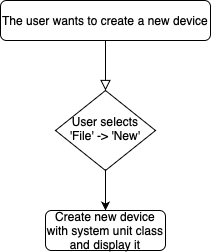 The user wants to create a new device
User selects
'File' -> 'New'
Create new device
with system unit class
and display it